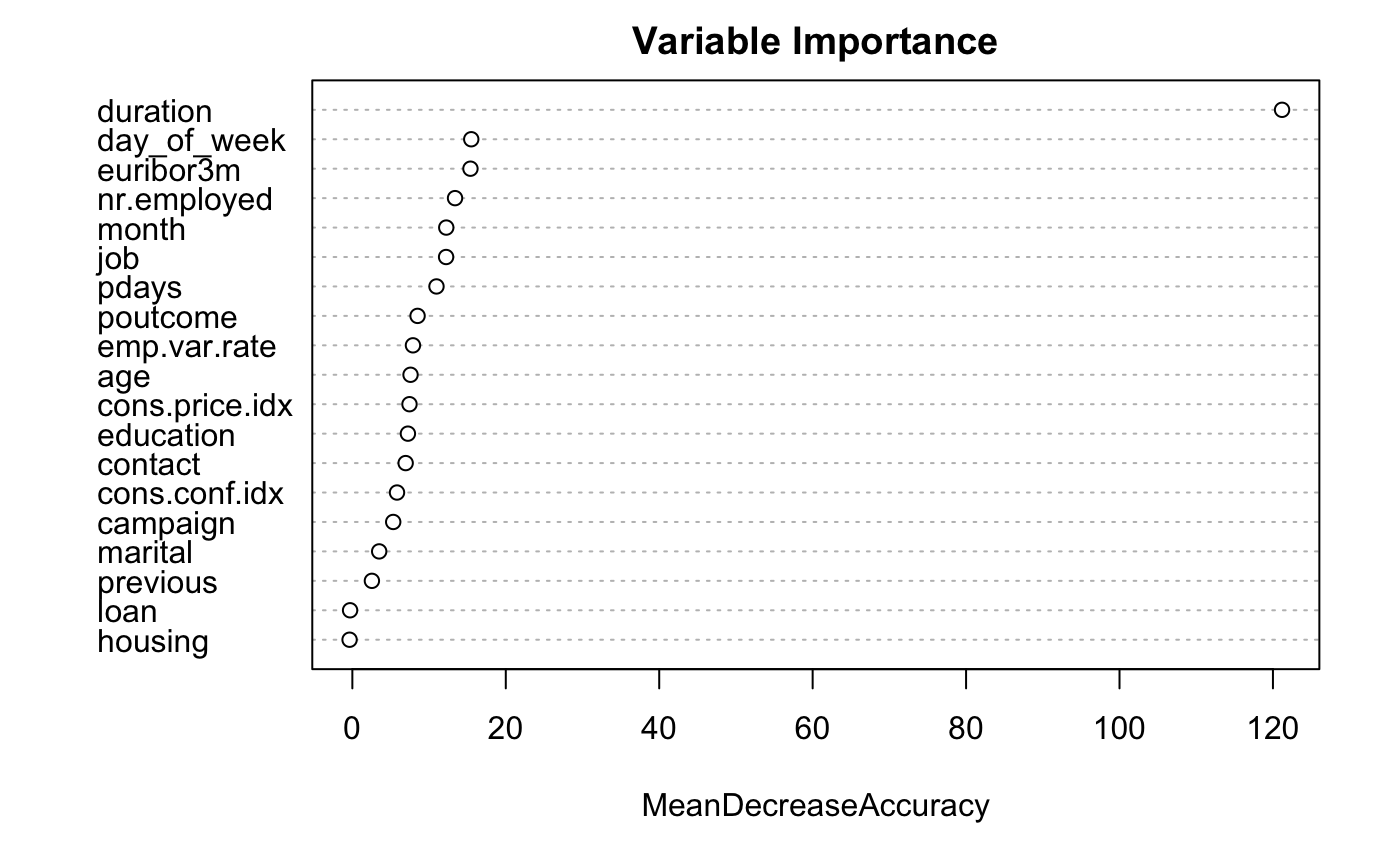 Variable Importance
duration
day_of_week
euribor3m
nr.employed
month
job
pdays
poutcome
emp.var.rate
age
cons.price.idx
education
contact
cons.conf.idx
campaign
marital
previous
loan
housing
0 20 40 60 80 100 120
MeanDecreaseAccuracy